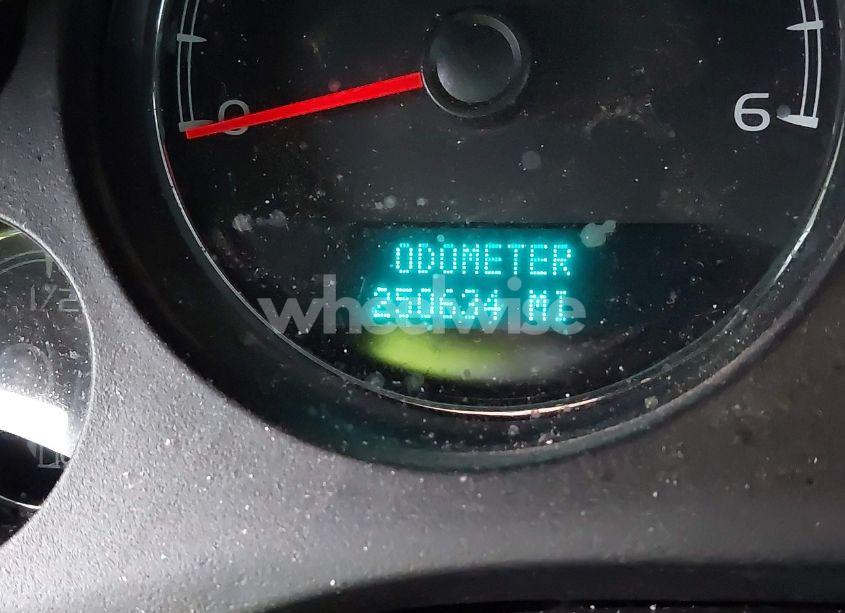 0
6
1/2
ODOMETER
250634 MI
wheelwise